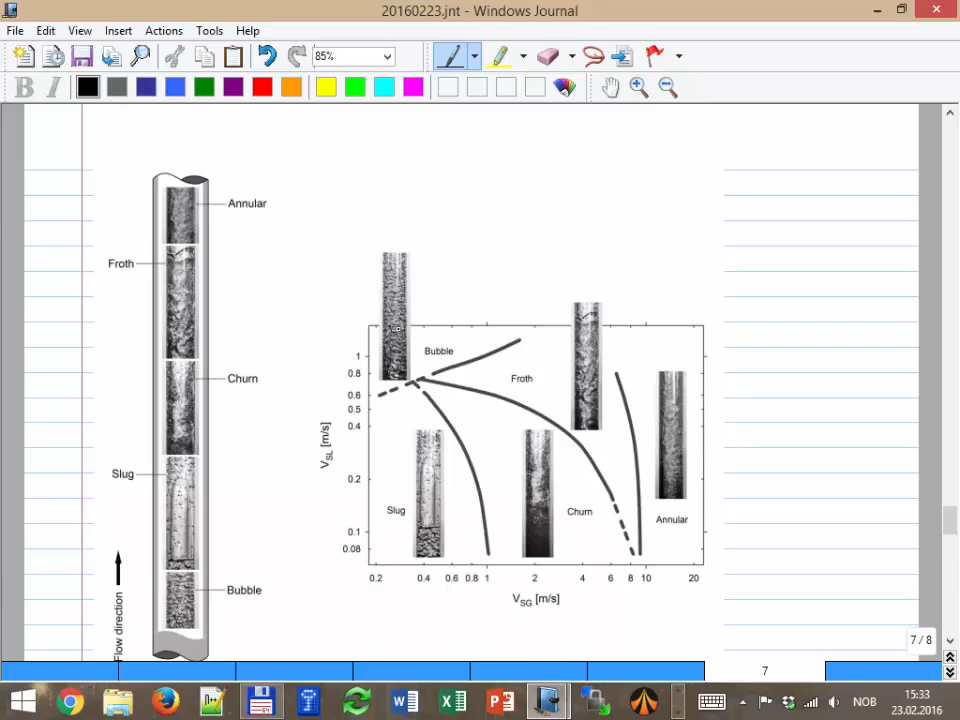 20160223.jnt - Windows Journal
File Edit View Insert Actions Tools Help
85%
B I
Annular
Froth
Churn
Slug
Bubble
Flow direction
Bubble
Froth
Slug
Churn
Annular
1
0.8
0.6
0.5
0.4
0.2
0.1
0.08
VSL [m/s]
0.2 0.4 0.6 0.8 1 2 4 6 8 10 20
VSG [m/s]
7 / 8
7
NOB
15:33
23.02.2016